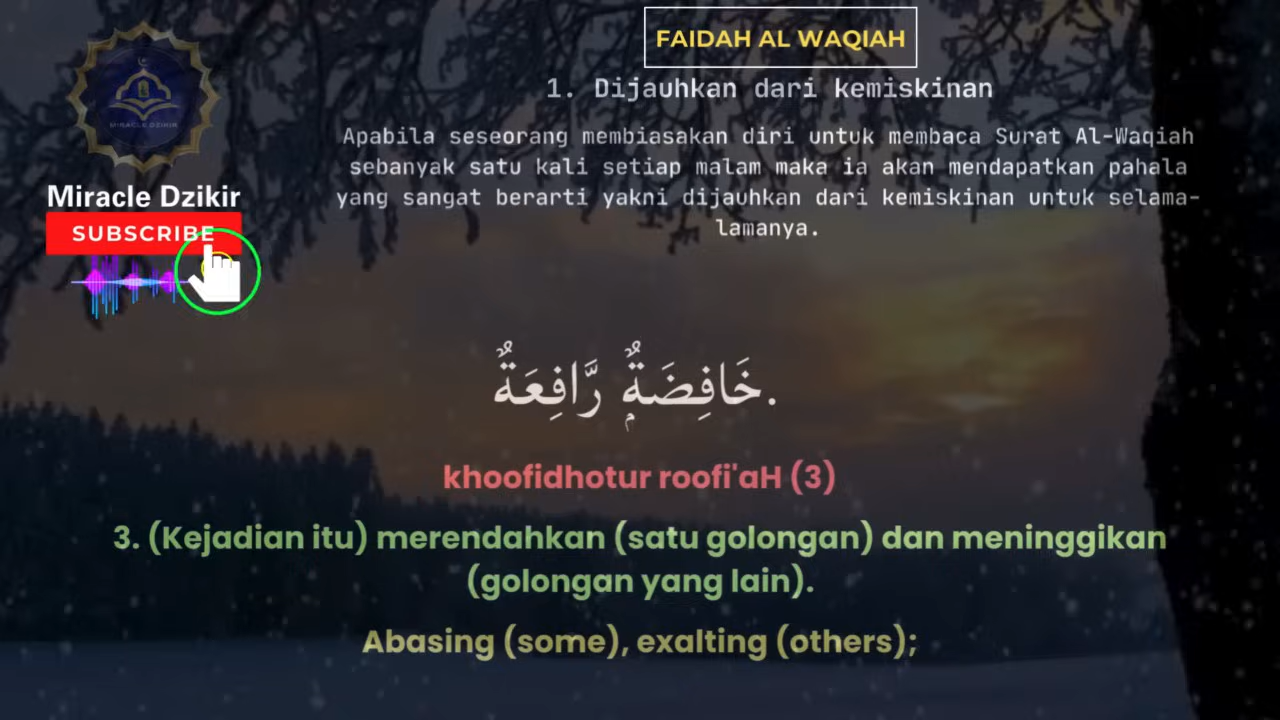 FAIDAH AL WAQIAH
1. Dijauhkan dari kemiskinan
Apabila seseorang membiasakan diri untuk membaca Surat Al-Waqiah
sebanyak satu kali setiap malam maka ia akan mendapatkan pahala
yang sangat berarti yakni dijauhkan dari kemiskinan untuk selama-
lamanya.
MIRACLE DZIKIR
Miracle Dzikir
SUBSCRIBE
.خَافِضَةٌ رَّافِعَةٌ
khoofidhotur roofi'aH (3)
3. (Kejadian itu) merendahkan (satu golongan) dan meninggikan
(golongan yang lain).
Abasing (some), exalting (others);